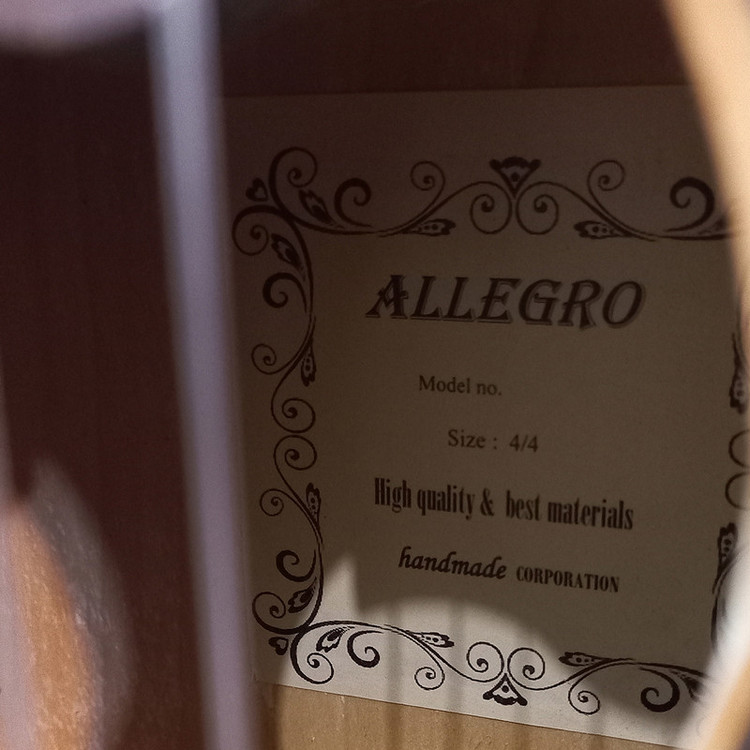 ALLEGRO
Model no.
Size : 4/4
High quality & best materials
handmade CORPORATION